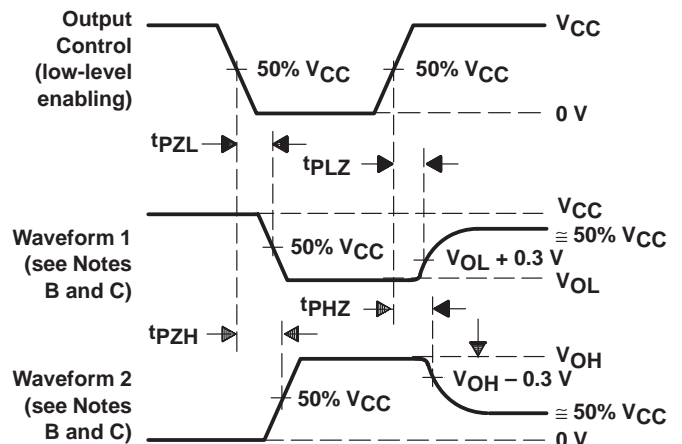 Output
Control
(low-level
enabling)
VCC
50% VCC
50% VCC
0 V
tPZL
tPLZ
VCC
Waveform 1
(see Notes
B and C)
50% VCC
≅ 50% VCC
VOL + 0.3 V
VOL
tPHZ
tPZH
VOH
Waveform 2
(see Notes
B and C)
50% VCC
VOH – 0.3 V
≅ 50% VCC
0 V